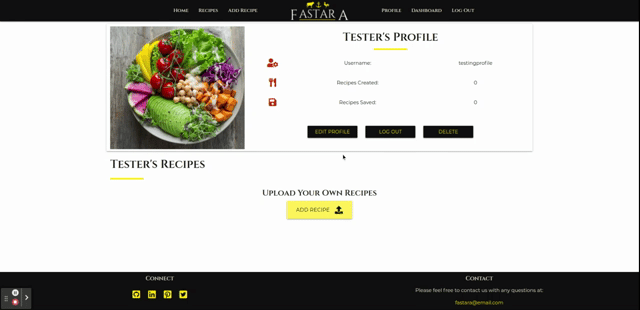 Home Recipes Add Recipe FASTARA Profile Dashboard Log Out
Tester's Profile
Username: testingprofile
Recipes Created: 0
Recipes Saved: 0
EDIT PROFILE LOG OUT DELETE
Tester's Recipes
Upload Your Own Recipes
ADD RECIPE
Connect Contact
Please feel free to contact us with any questions at:
fastara@email.com